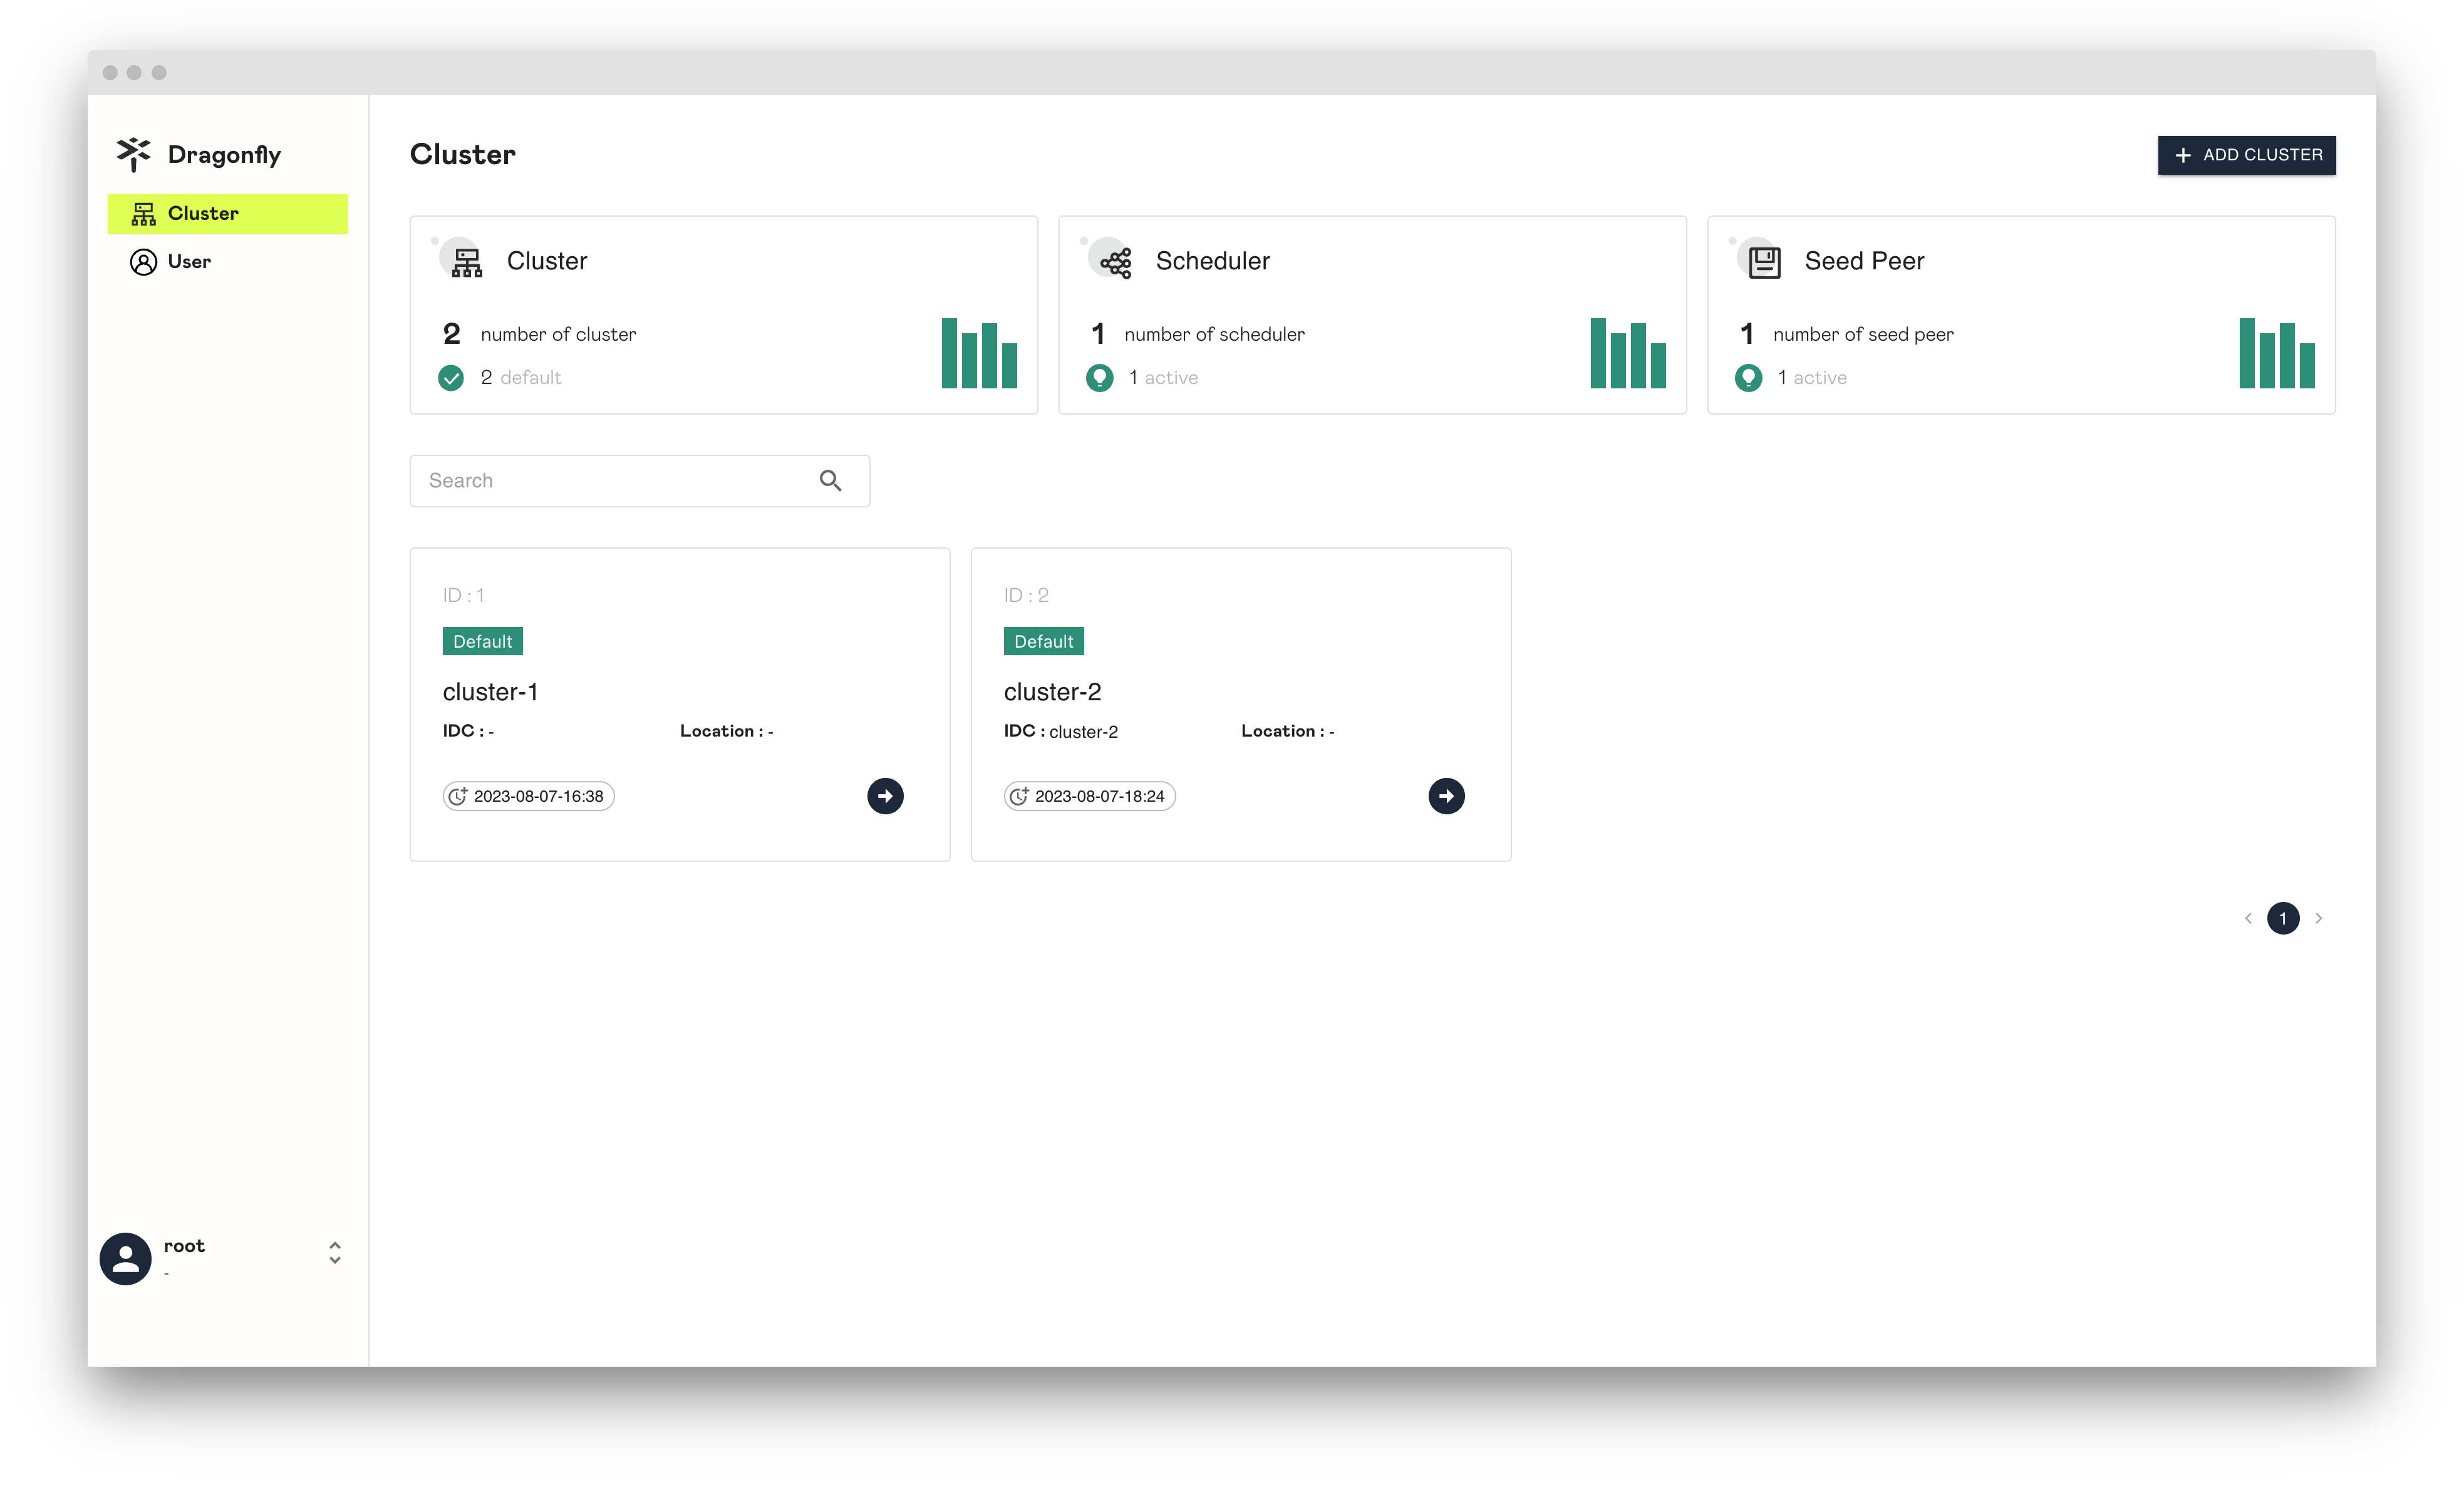 Dragonfly
Cluster
User
Cluster
ADD CLUSTER
Cluster
2 number of cluster
2 default
Scheduler
1 number of scheduler
1 active
Seed Peer
1 number of seed peer
1 active
Search
ID : 1
Default
cluster-1
IDC : - Location : -
2023-08-07-16:38
ID : 2
Default
cluster-2
IDC : cluster-2 Location : -
2023-08-07-18:24
1
root
-